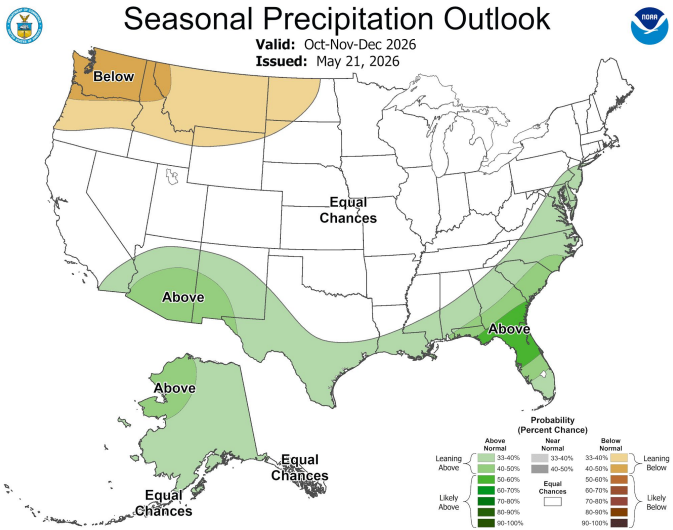 Seasonal Precipitation Outlook
Valid: Oct-Nov-Dec 2026
Issued: May 21, 2026
NOAA
Below
Equal
Chances
Above
Above
Above
Equal
Chances
Equal
Chances
Probability
(Percent Chance)
Above
Normal
Near
Normal
Below
Normal
Leaning
Above
33-40%
40-50%
Likely
Above
50-60%
60-70%
70-80%
80-90%
90-100%
33-40%
40-50%
Equal
Chances
33-40%
40-50%
Leaning
Below
50-60%
60-70%
70-80%
80-90%
90-100%
Likely
Below